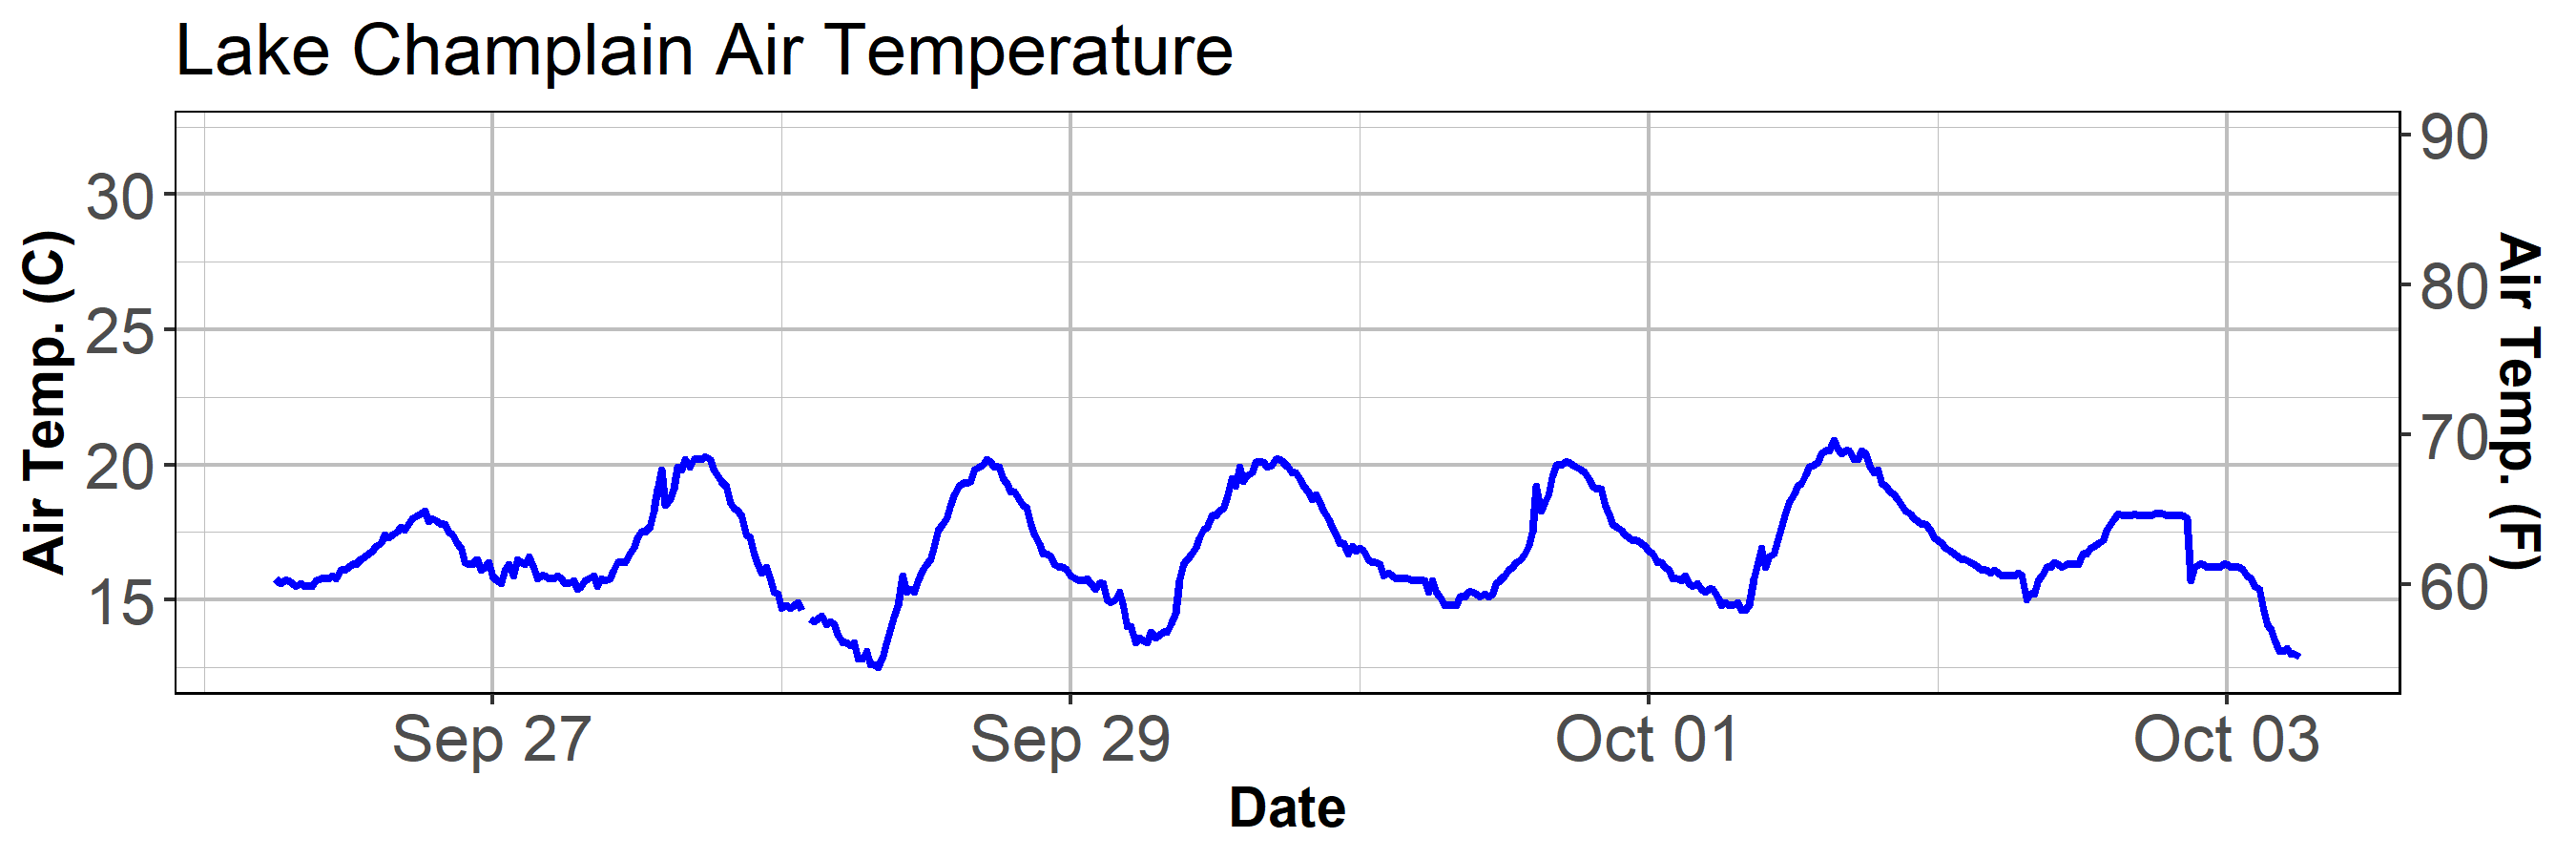 Lake Champlain Air Temperature
Air Temp. (C)
30
25
20
15
90
80
70
60
Air Temp. (F)
Sep 27
Sep 29
Oct 01
Oct 03
Date